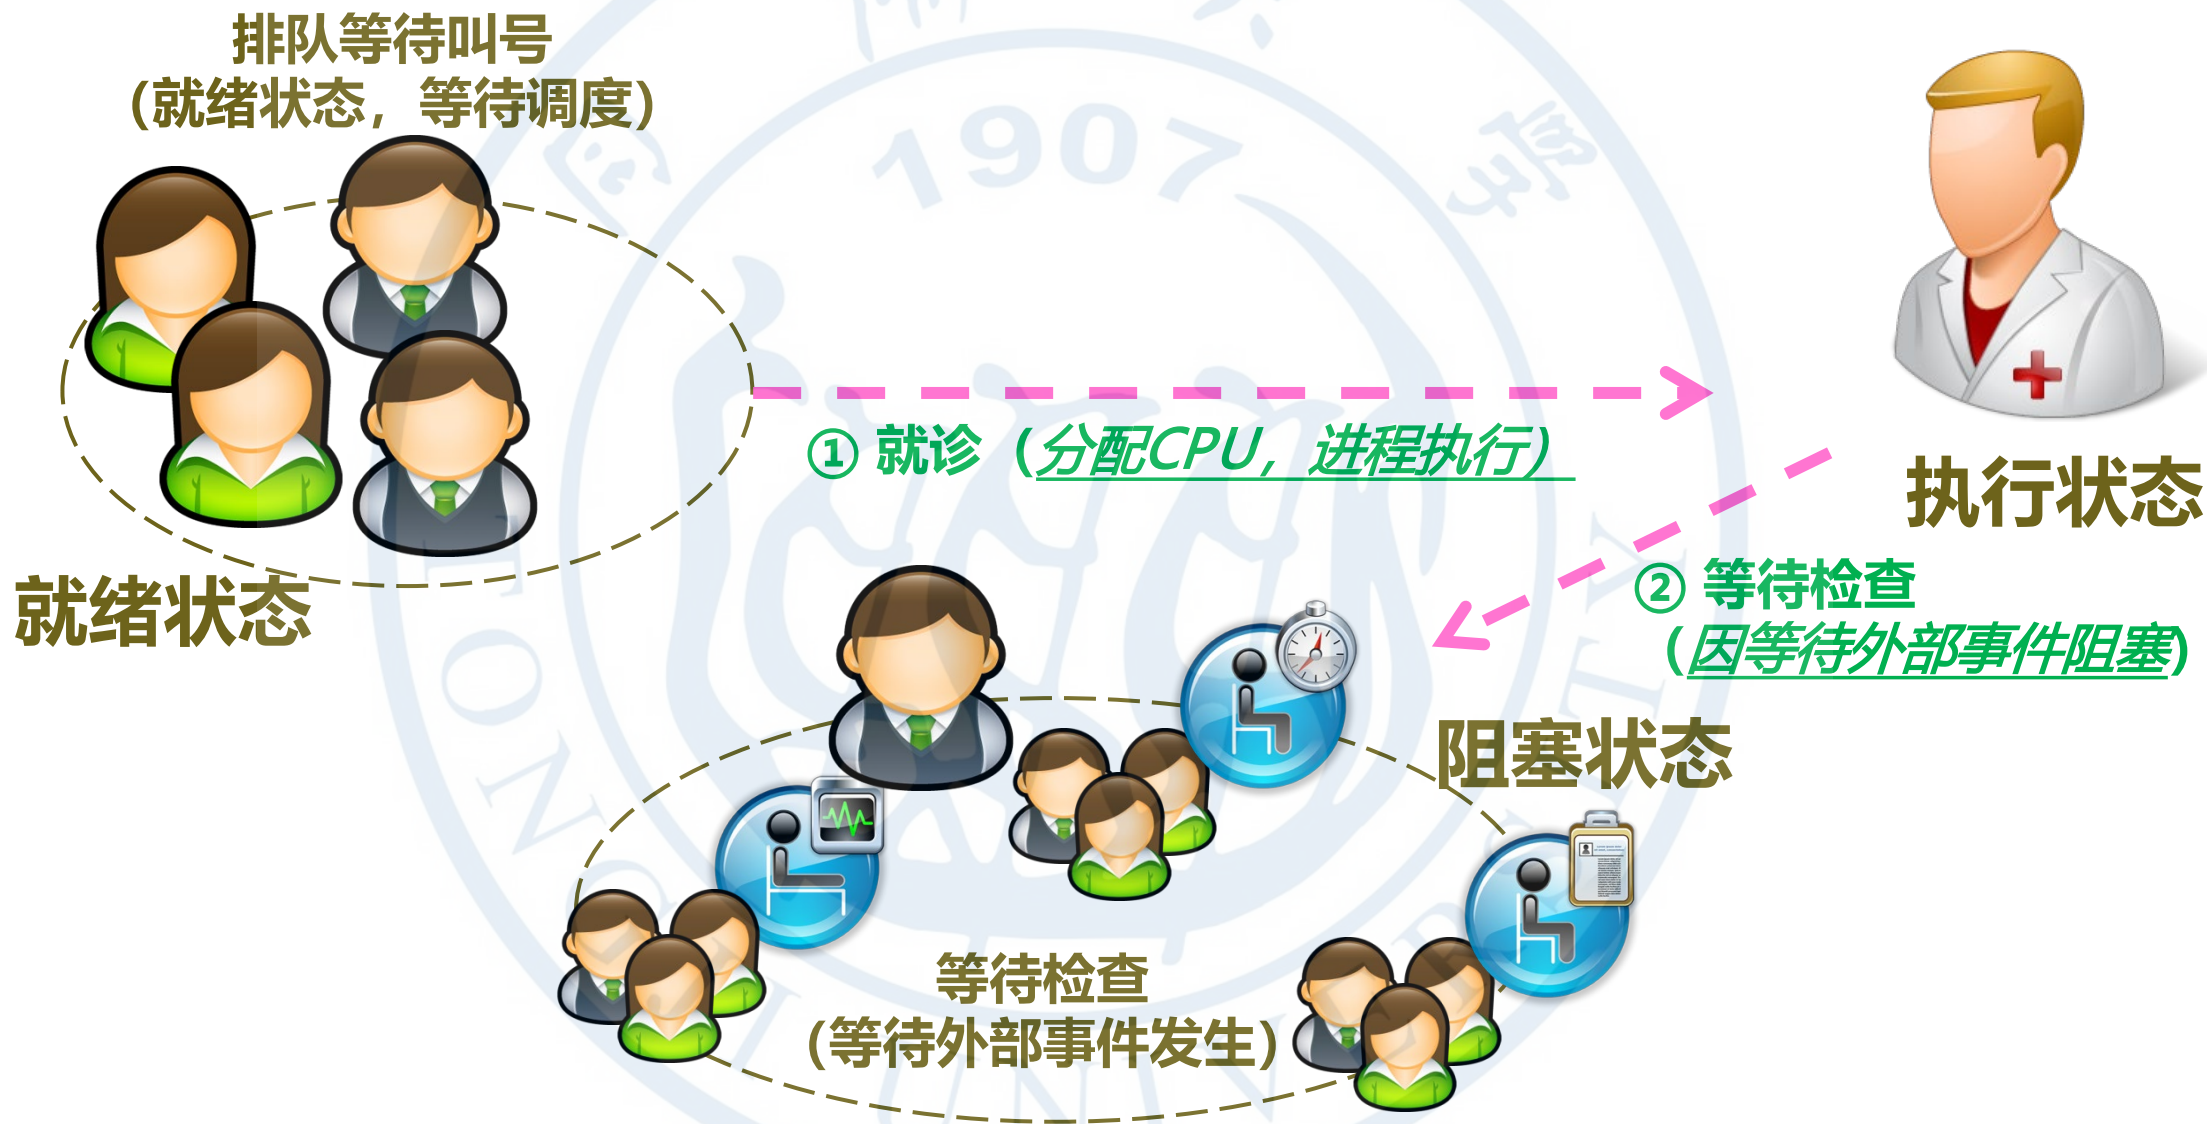 排队等待叫号
（就绪状态，等待调度）
1907
① 就诊（分配CPU，进程执行）
执行状态
② 等待检查
（因等待外部事件阻塞）
就绪状态
阻塞状态
等待检查
（等待外部事件发生）